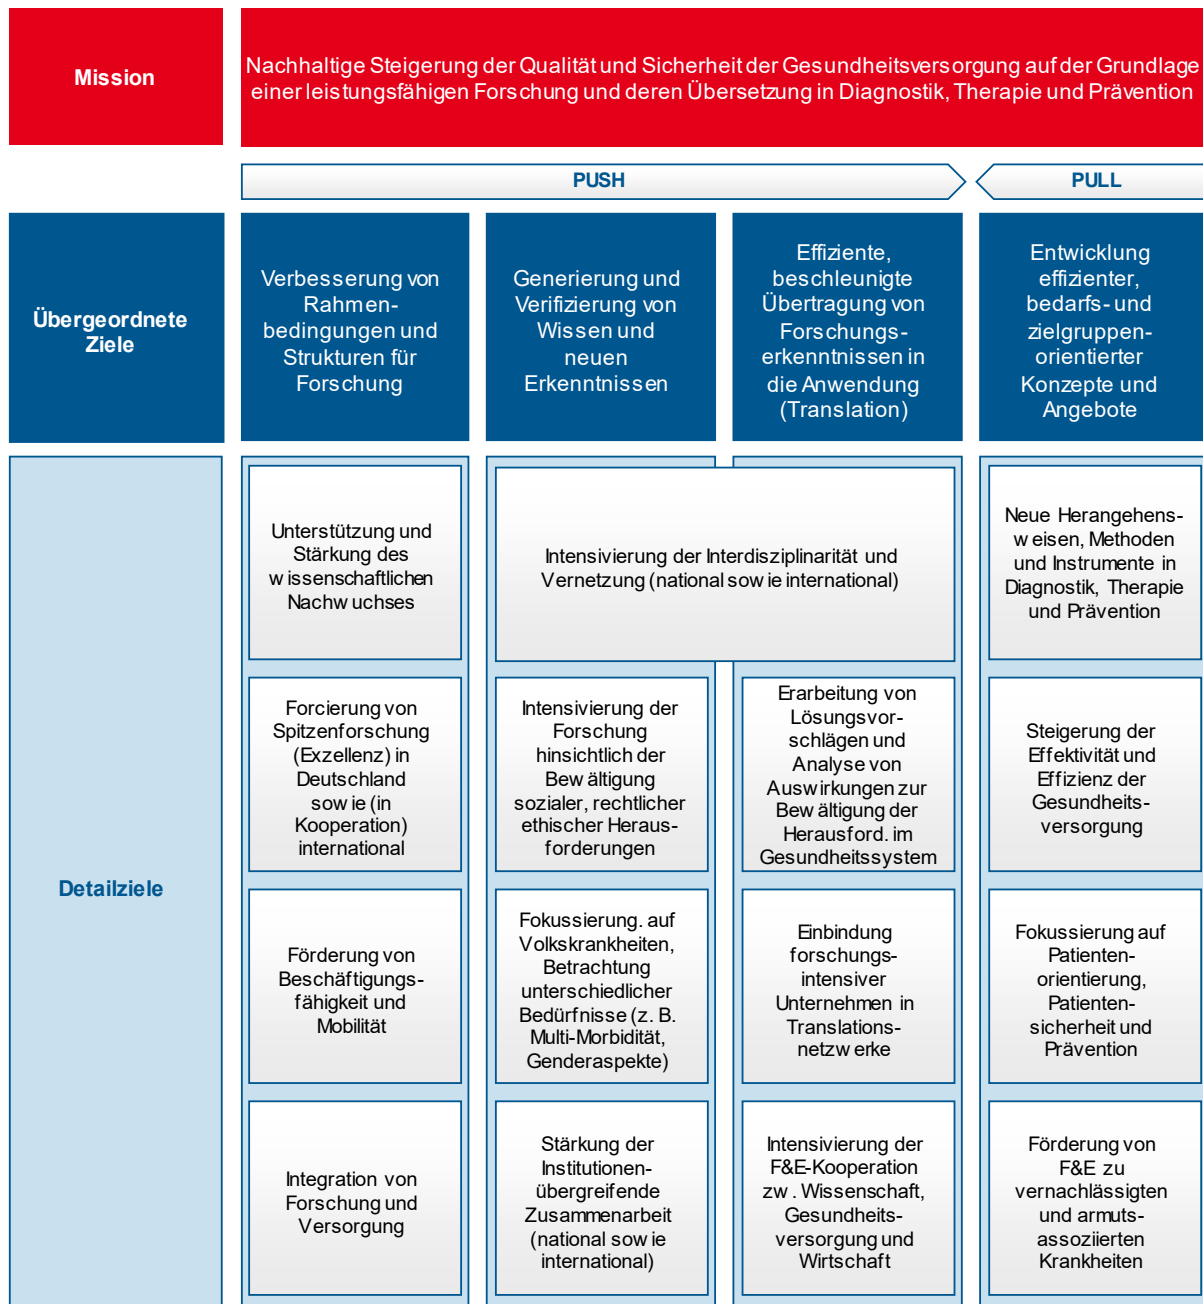 Mission
Nachhaltige Steigerung der Qualität und Sicherheit der Gesundheitsversorgung auf der Grundlage
einer leistungsfähigen Forschung und deren Übersetzung in Diagnostik, Therapie und Prävention
PUSH
PULL
Übergeordnete
Ziele
Verbesserung von
Rahmen-
bedingungen und
Strukturen für
Forschung
Generierung und
Verifizierung von
Wissen und
neuen
Erkenntnissen
Effiziente,
beschleunigte
Übertragung von
Forschungs-
erkenntnissen in
die Anwendung
(Translation)
Entwicklung
effizienter,
bedarfs- und
zielgruppen-
orientierter
Konzepte und
Angebote
Detailziele
Unterstützung und
Stärkung des
wissenschaftlichen
Nachwuchses
Intensivierung der Interdisziplinarität und
Vernetzung (national sowie international)
Neue Herangehens-
weisen, Methoden
und Instrumente in
Diagnostik, Therapie
und Prävention
Forcierung von
Spitzenforschung
(Exzellenz) in
Deutschland
sowie (in
Kooperation)
international
Intensivierung der
Forschung
hinsichtlich der
Bewältigung
sozialer, rechtlicher
ethischer Heraus-
forderungen
Erarbeitung von
Lösungsvor-
schlägen und
Analyse von
Auswirkungen zur
Bewältigung der
Herausford. im
Gesundheitssystem
Steigerung der
Effektivität und
Effizienz der
Gesundheits-
versorgung
Förderung von
Beschäftigungs-
fähigkeit und
Mobilität
Fokussierung. auf
Volkskrankheiten,
Betrachtung
unterschiedlicher
Bedürfnisse (z. B.
Multi-Morbidität,
Genderaspekte)
Einbindung
forschungs-
intensiver
Unternehmen in
Translations-
netzwerke
Fokussierung auf
Patienten-
orientierung,
Patienten-
sicherheit und
Prävention
Integration von
Forschung und
Versorgung
Stärkung der
Institutionen-
übergreifende
Zusammenarbeit
(national sowie
international)
Intensivierung der
F&E-Kooperation
zw. Wissenschaft,
Gesundheits-
versorgung und
Wirtschaft
Förderung von
F&E zu
vernachlässigten
und armuts-
assoziierten
Krankheiten